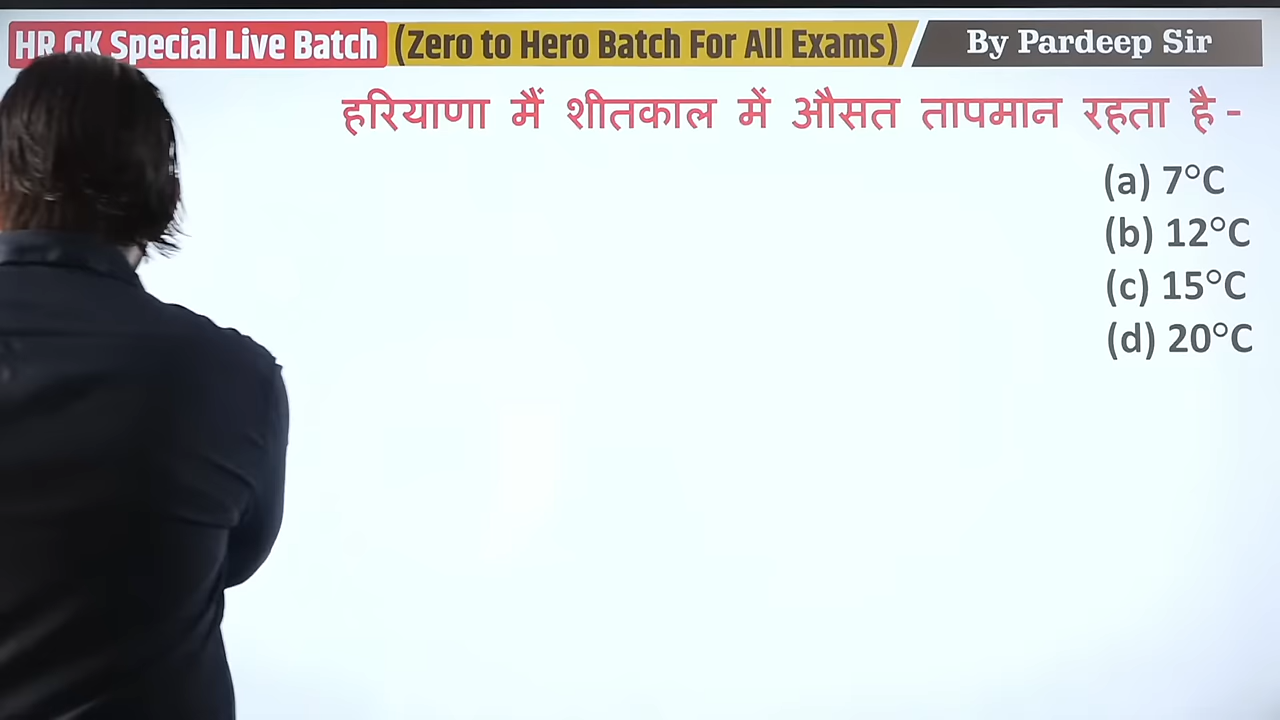 HR GK Special Live Batch (Zero to Hero Batch For All Exams) By Pardeep Sir
हरियाणा मैं शीतकाल में औसत तापमान रहता है -
(a) 7°C
(b) 12°C
(c) 15°C
(d) 20°C